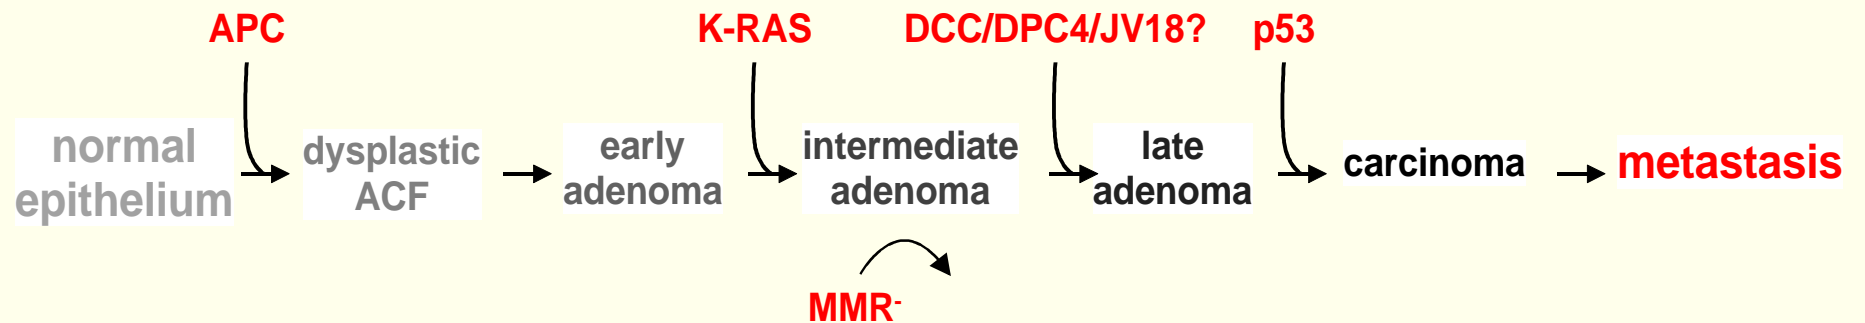 APC K-RAS DCC/DPC4/JV18? p53
normal
epithelium
dysplastic
ACF
early
adenoma
intermediate
adenoma
late
adenoma
carcinoma
metastasis
MMR-